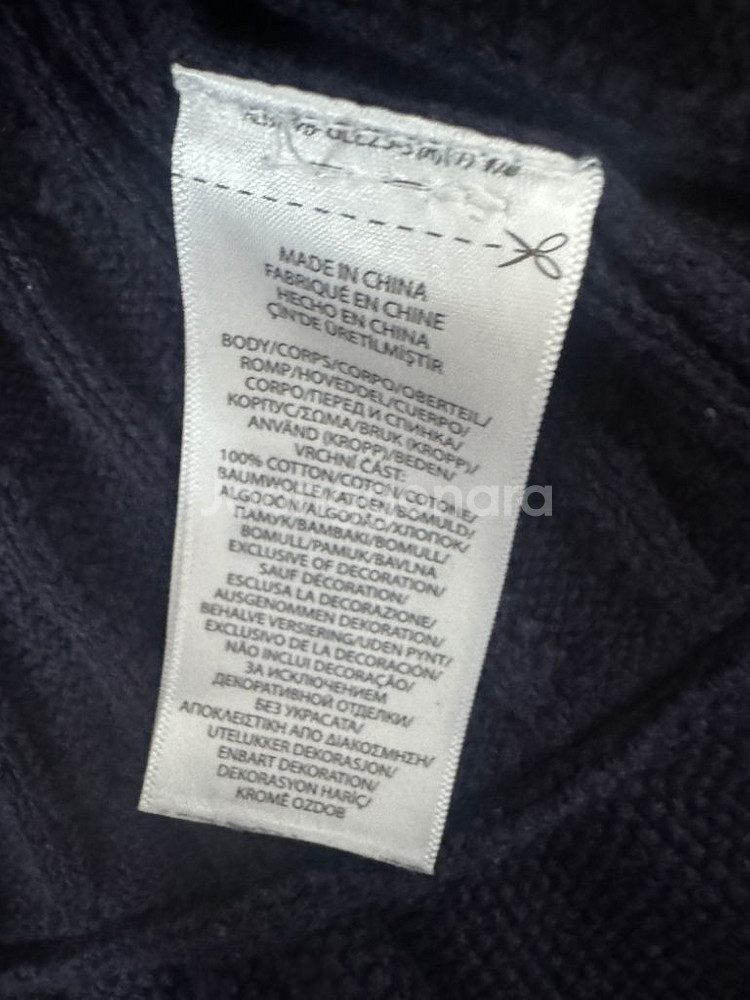 MADE IN CHINA
FABRIQUÉ EN CHINE
HECHO EN CHINA
ÇİN'DE ÜRETİLMİŞTİR
BODY/CORPS/CORPO/OBERTEIL/
ROMP/HOVEDDEL/CUERPO/
CORPO/ПЕРЕД И СПИНКА/
КОРПУС/ΣΩΜΑ/BRUK (KROPP)/
ANVÄND (KROPP)/BEDEN/
VRCHNÍ ČÁST:
100% COTTON/COTON/COTONE/
BAUMWOLLE/KATOEN/BOMULD/
ALGODÓN/ALGODÃO/ХЛОПОК/
ПАМУК/ΒΑΜΒΑΚΙ/BOMULL/
BOMULL/PAMUK/BAVLNA
EXCLUSIVE OF DECORATION/
SAUF DÉCORATION/
ESCLUSA LA DECORAZIONE/
AUSGENOMMEN DEKORATION/
BEHALVE VERSIERING/UDEN PYNT/
EXCLUSIVO DE LA DECORACIÓN/
NÃO INCLUI DECORAÇÃO/
ЗА ИСКЛЮЧЕНИЕМ
ДЕКОРАТИВНОЙ ОТДЕЛКИ/
БЕЗ УКРАСАТА/
ΑΠΟΚΛΕΙΣΤΙΚΗ ΑΠΟ ΔΙΑΚΟΣΜΗΣΗ/
UTELUKKER DEKORASJON/
ENBART DEKORATION/
DEKORASYON HARİÇ/
KROMĚ OZDOB